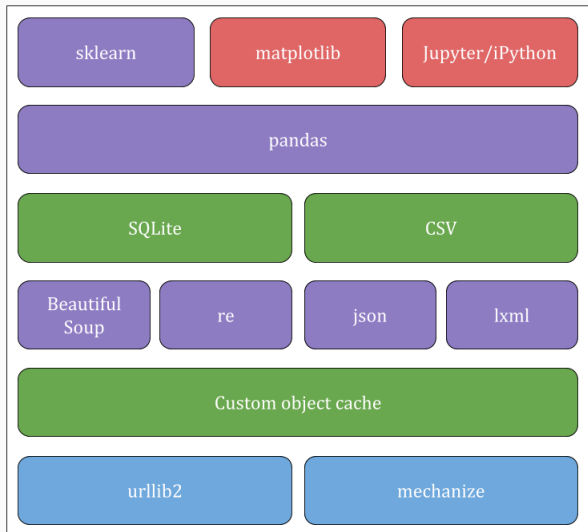 sklearn
matplotlib
Jupyter/iPython
pandas
SQLite
CSV
Beautiful
Soup
re
json
lxml
Custom object cache
urllib2
mechanize